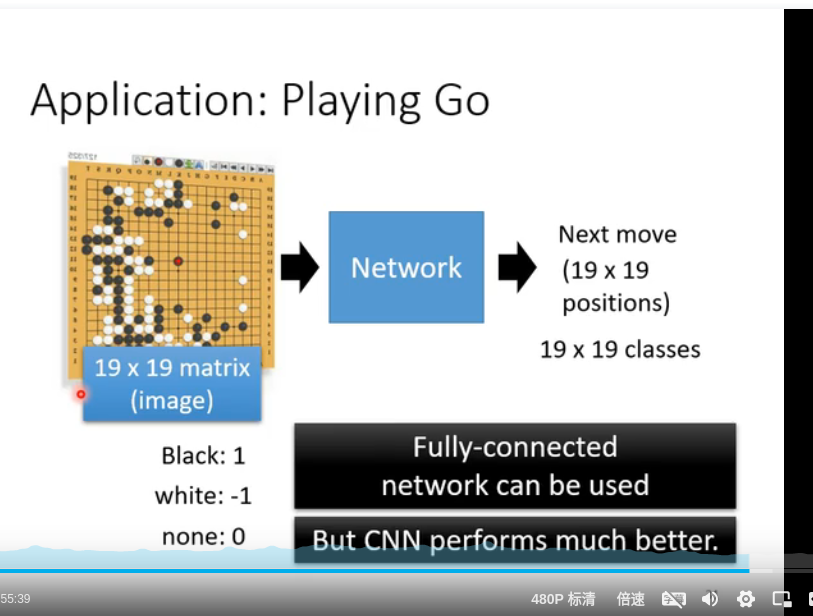 Application: Playing Go
Network
Next move
(19 x 19
positions)
19 x 19 classes
19 x 19 matrix
(image)
Black: 1
white: -1
none: 0
Fully-connected
network can be used
But CNN performs much better.
55:39
480P 标清
倍速